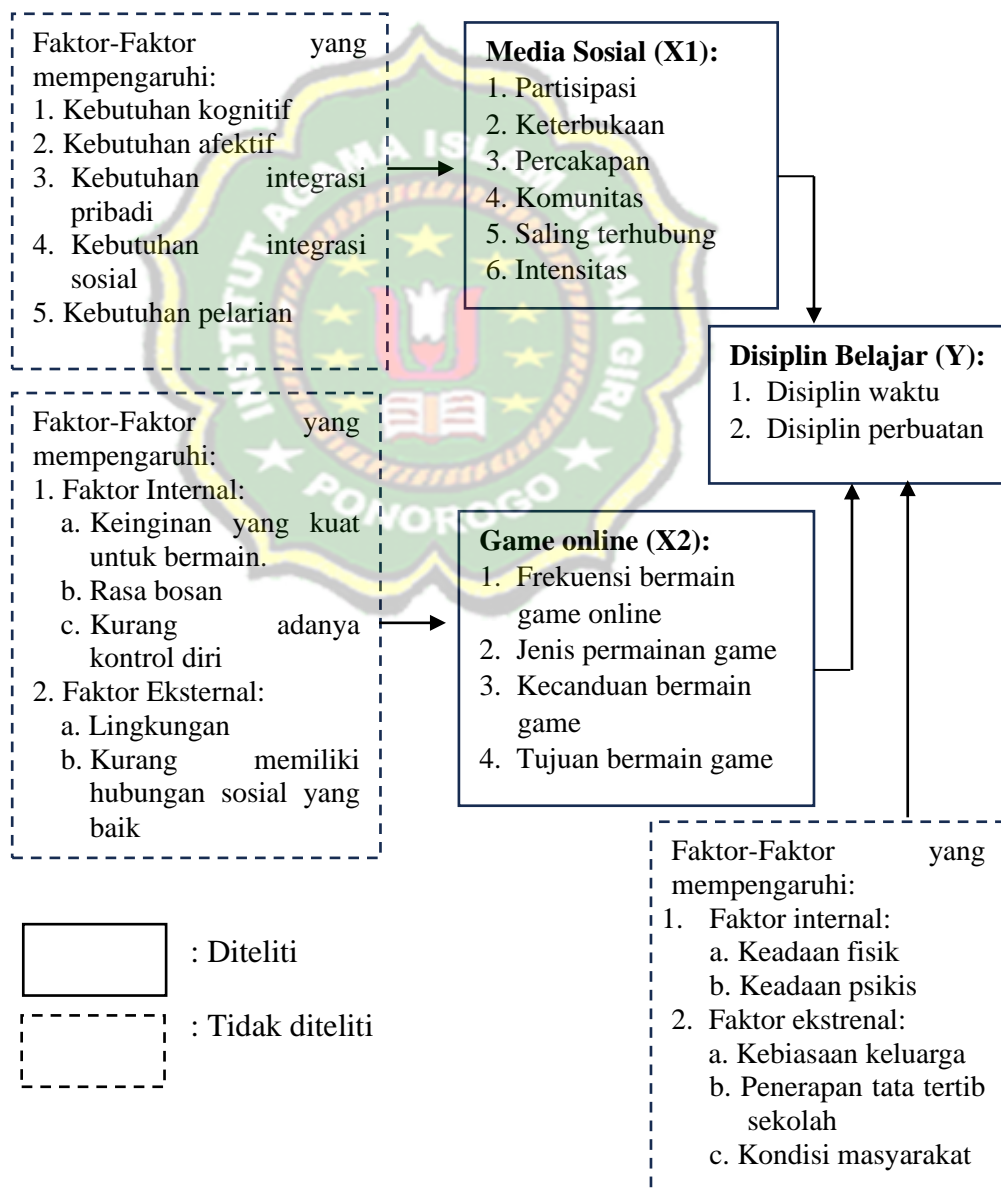 Faktor-Faktor yang
mempengaruhi:
1. Kebutuhan kognitif
2. Kebutuhan afektif
3. Kebutuhan integrasi
pribadi
4. Kebutuhan integrasi
sosial
5. Kebutuhan pelarian
Media Sosial (X1):
1. Partisipasi
2. Keterbukaan
3. Percakapan
4. Komunitas
5. Saling terhubung
6. Intensitas
Disiplin Belajar (Y):
1. Disiplin waktu
2. Disiplin perbuatan
Faktor-Faktor yang
mempengaruhi:
1. Faktor Internal:
a. Keinginan yang kuat
untuk bermain.
b. Rasa bosan
c. Kurang adanya
kontrol diri
2. Faktor Eksternal:
a. Lingkungan
b. Kurang memiliki
hubungan sosial yang
baik
Game online (X2):
1. Frekuensi bermain
game online
2. Jenis permainan game
3. Kecanduan bermain
game
4. Tujuan bermain game
Faktor-Faktor yang
mempengaruhi:
1. Faktor internal:
a. Keadaan fisik
b. Keadaan psikis
2. Faktor ekstrenal:
a. Kebiasaan keluarga
b. Penerapan tata tertib
sekolah
c. Kondisi masyarakat
: Diteliti
: Tidak diteliti
INSTITUT AGAMA ISLAM SUNAN GIRI
PONOROGO